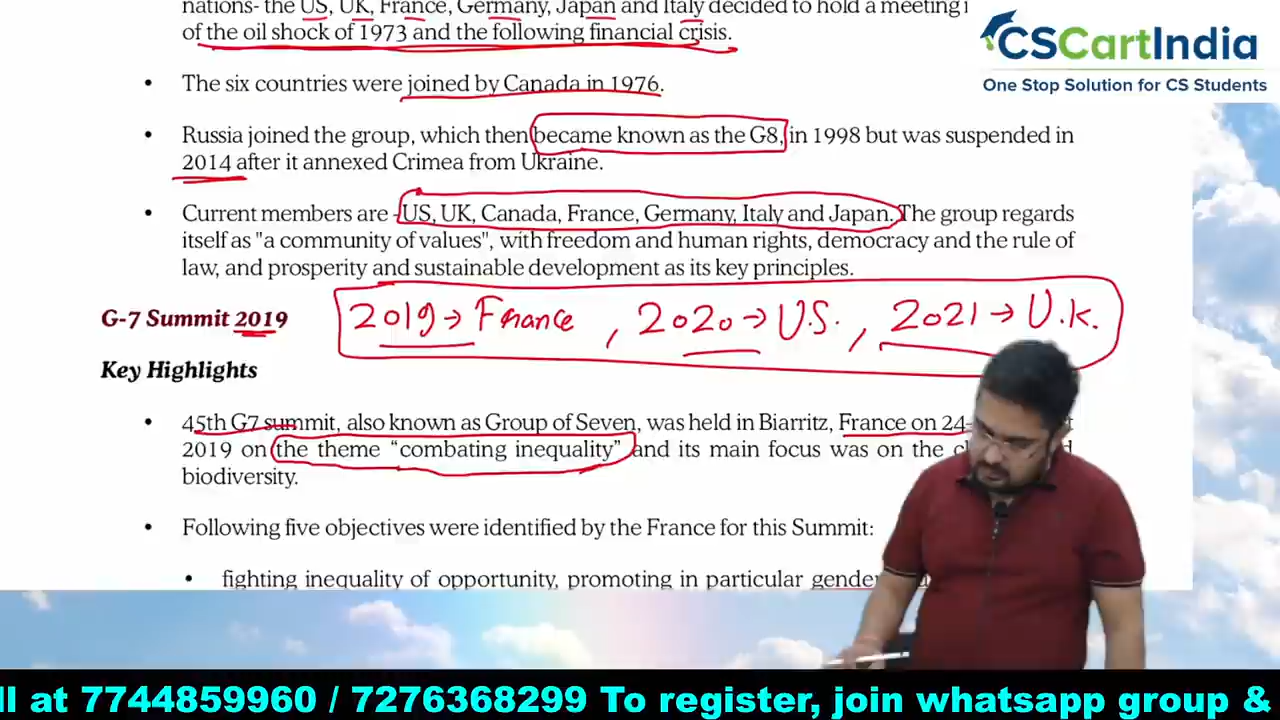 nations- the US, UK, France, Germany, Japan and Italy decided to hold a meeting
of the oil shock of 1973 and the following financial crisis.
CSCartIndia
One Stop Solution for CS Students
• The six countries were joined by Canada in 1976.
• Russia joined the group, which then became known as the G8, in 1998 but was suspended in
2014 after it annexed Crimea from Ukraine.
• Current members are -US, UK, Canada, France, Germany, Italy and Japan. The group regards
itself as "a community of values", with freedom and human rights, democracy and the rule of
law, and prosperity and sustainable development as its key principles.
G-7 Summit 2019
2019→ France , 2020→ U.S. , 2021→ U.K.
Key Highlights
• 45th G7 summit, also known as Group of Seven, was held in Biarritz, France on 24-
2019 on the theme “combating inequality” and its main focus was on the
biodiversity.
• Following five objectives were identified by the France for this Summit:
• fighting inequality of opportunity, promoting in particular gender
at 7744859960 / 7276368299 To register, join whatsapp group &